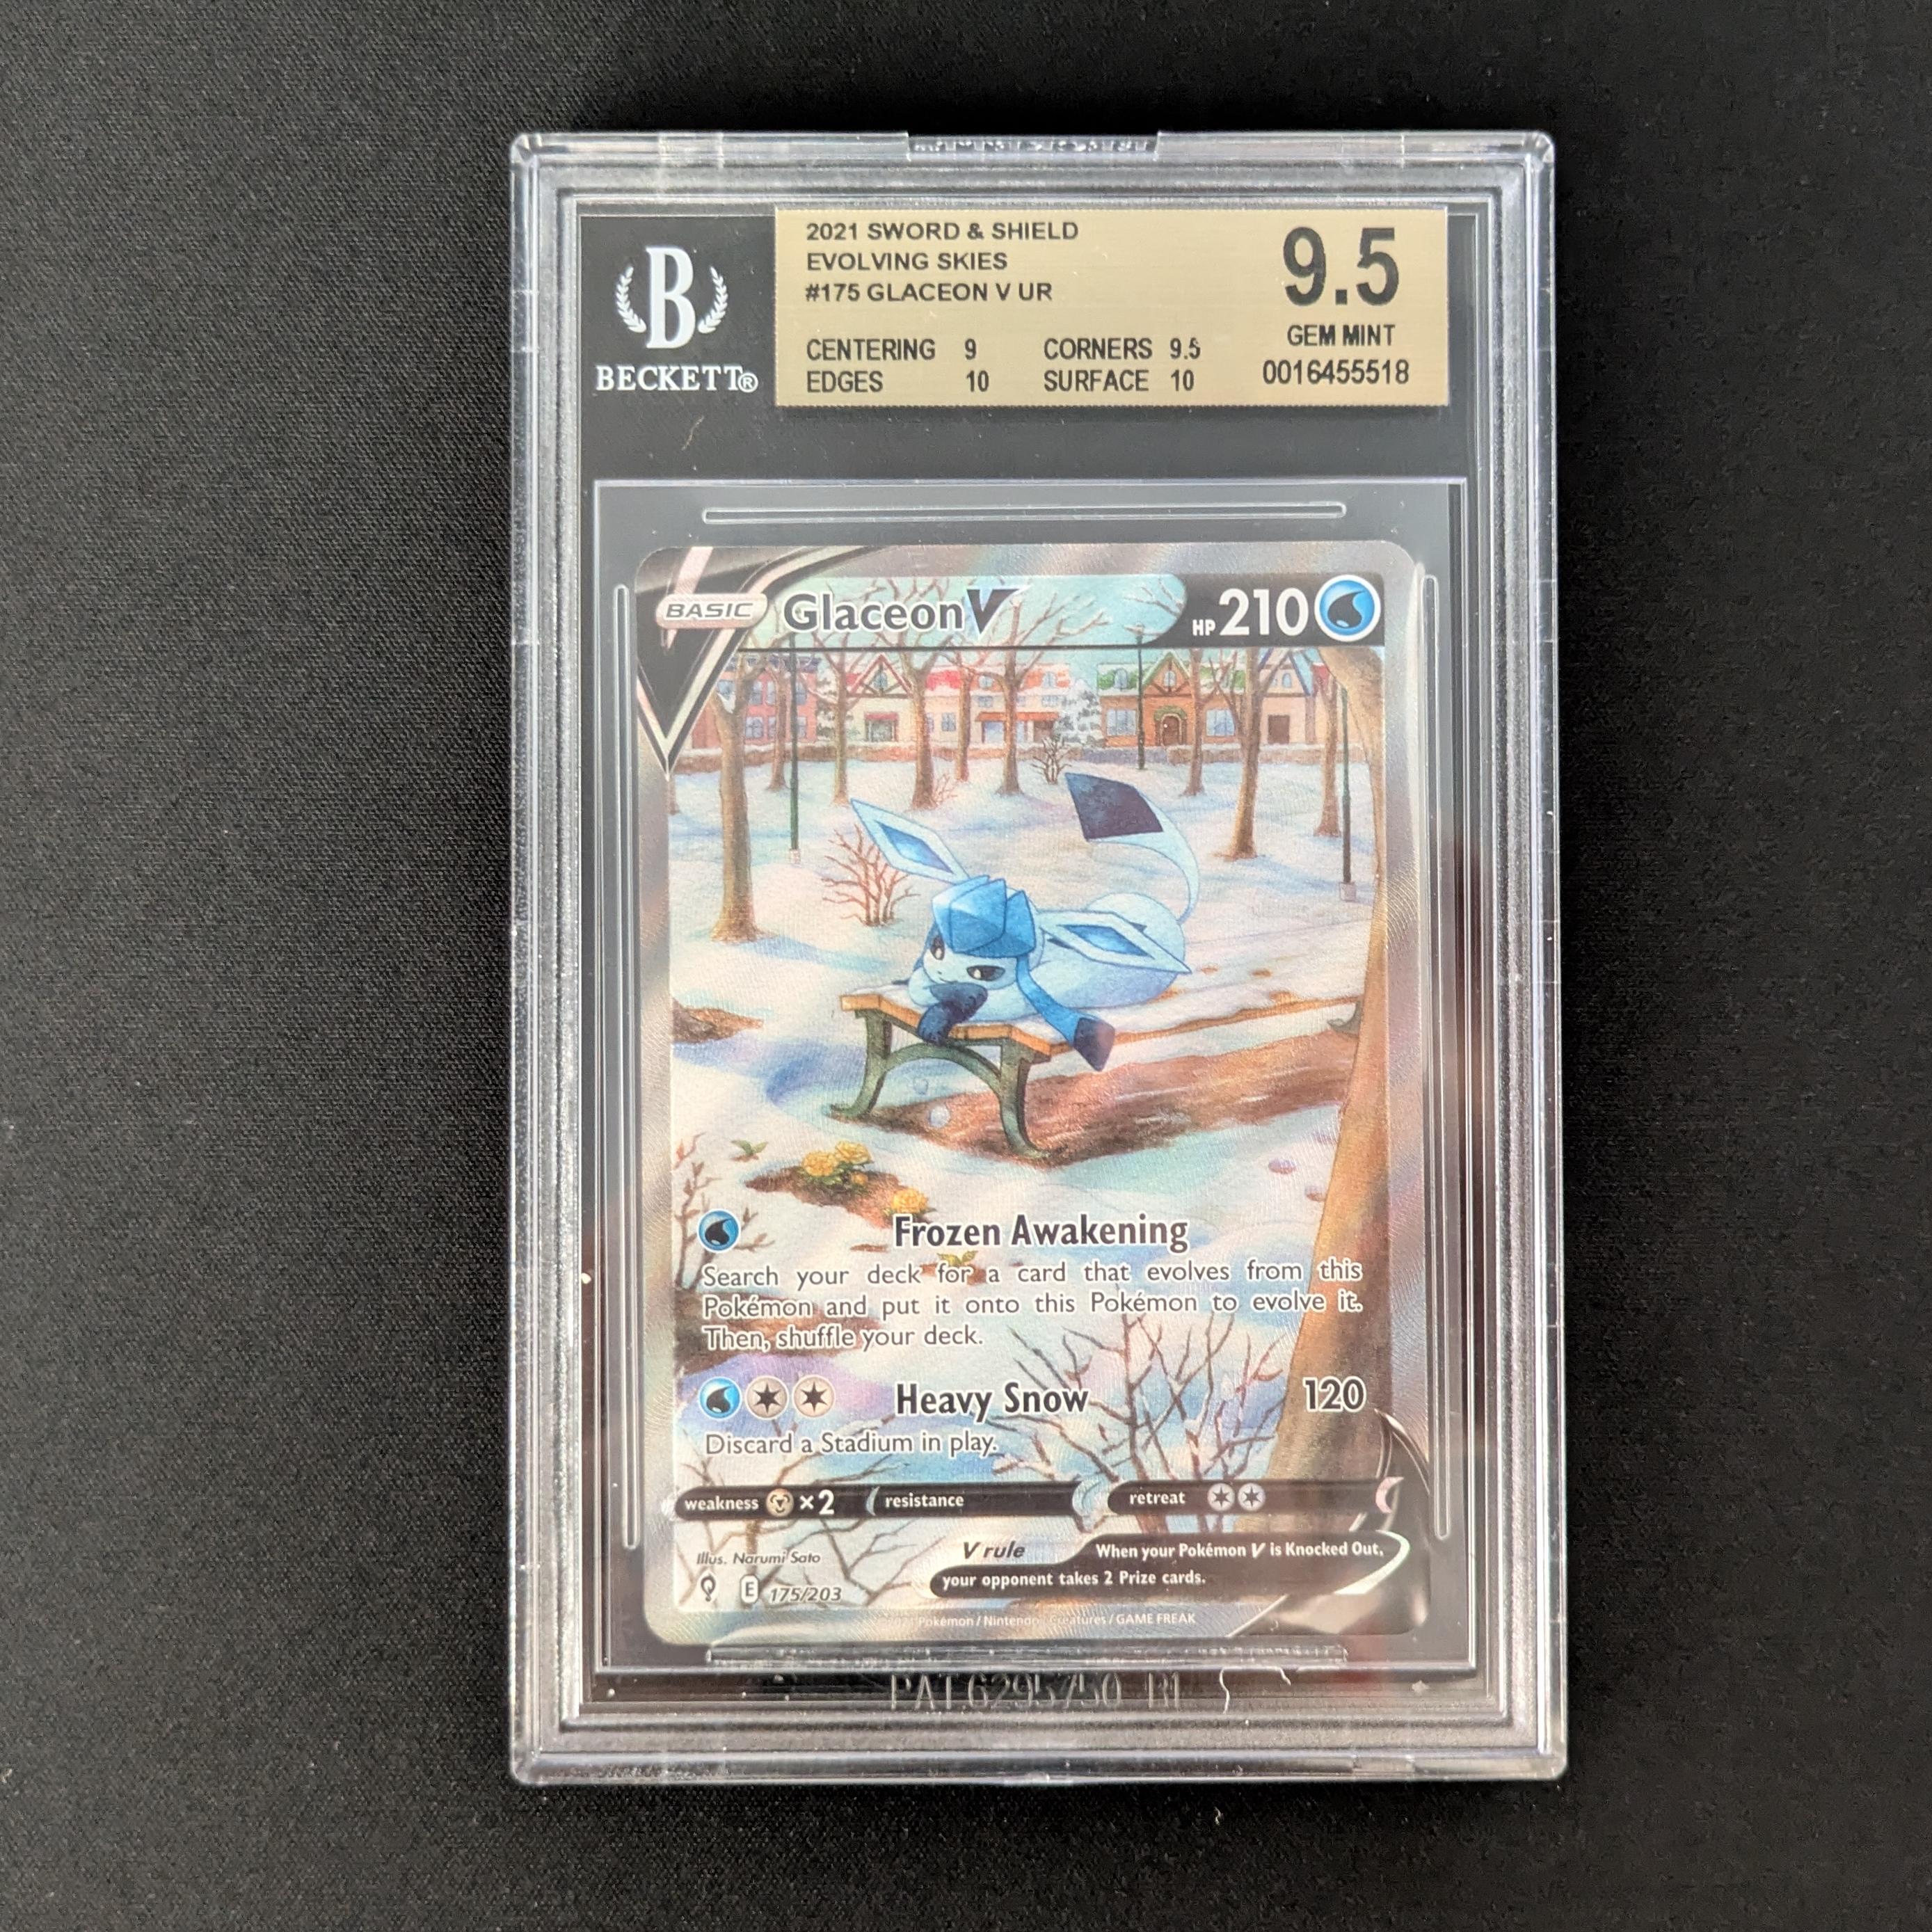 2021 SWORD & SHIELD
EVOLVING SKIES
#175 GLACEON V UR
9.5
CENTERING 9 CORNERS 9.5
GEM MINT
EDGES 10 SURFACE 10
0016455518
B
BECKETT®
BASIC GlaceonV HP 210
Frozen Awakening
Search your deck for a card that evolves from this
Pokémon and put it onto this Pokémon to evolve it.
Then, shuffle your deck.
Heavy Snow 120
Discard a Stadium in play.
weakness ×2 resistance retreat
Illus. Narumi Sato
V rule When your Pokémon V is Knocked Out,
your opponent takes 2 Prize cards.
E 175/203
Pokémon / Nintendo / Creatures / GAME FREAK